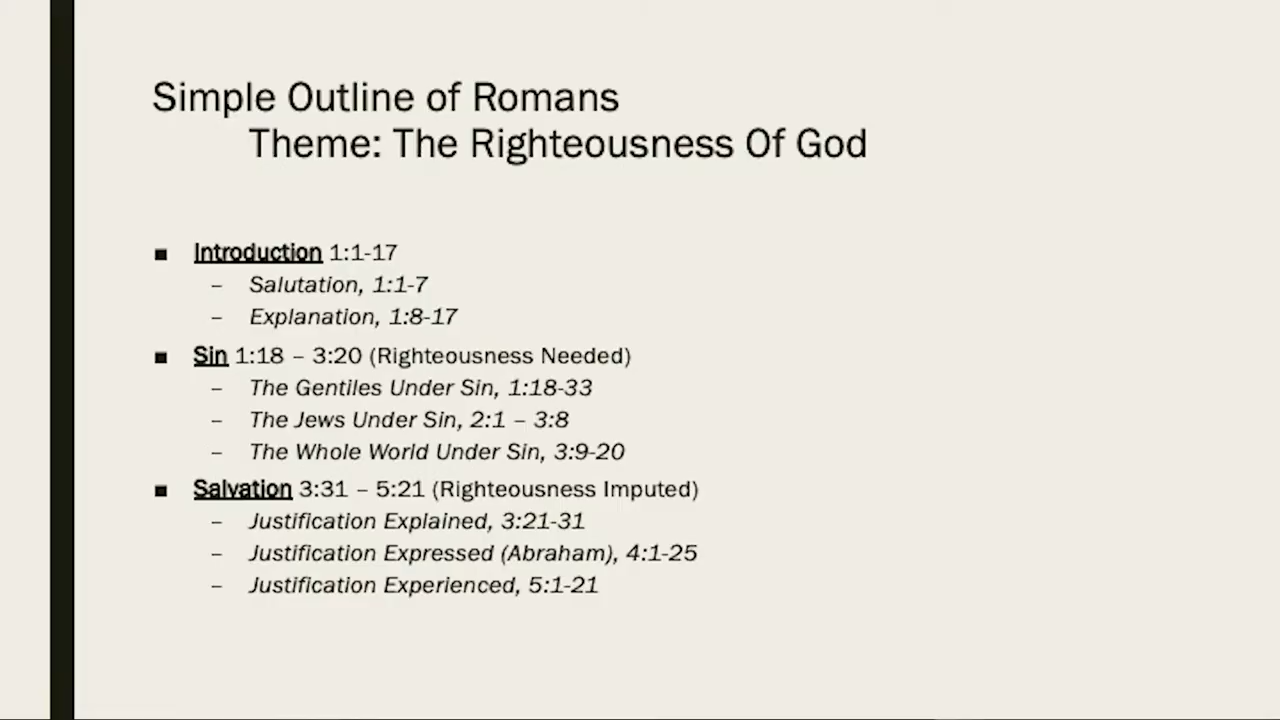 Simple Outline of Romans
Theme: The Righteousness Of God
■ Introduction 1:1-17
– Salutation, 1:1-7
– Explanation, 1:8-17
■ Sin 1:18 – 3:20 (Righteousness Needed)
– The Gentiles Under Sin, 1:18-33
– The Jews Under Sin, 2:1 – 3:8
– The Whole World Under Sin, 3:9-20
■ Salvation 3:31 – 5:21 (Righteousness Imputed)
– Justification Explained, 3:21-31
– Justification Expressed (Abraham), 4:1-25
– Justification Experienced, 5:1-21